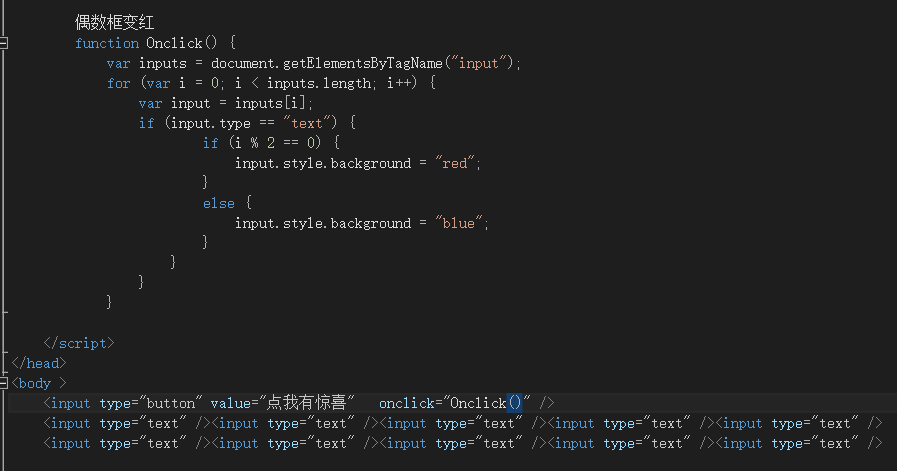 偶数框变红
function Onclick() {
var inputs = document.getElementsByTagName("input");
for (var i = 0; i < inputs.length; i++) {
var input = inputs[i];
if (input.type == "text") {
if (i % 2 == 0) {
input.style.background = "red";
}
else {
input.style.background = "blue";
}
}
}
}
</script>
</head>
<body >
<input type="button" value="点我有惊喜"   onclick="Onclick()" />
<input type="text" /><input type="text" /><input type="text" /><input type="text" /><input type="text" />
<input type="text" /><input type="text" /><input type="text" /><input type="text" /><input type="text" />